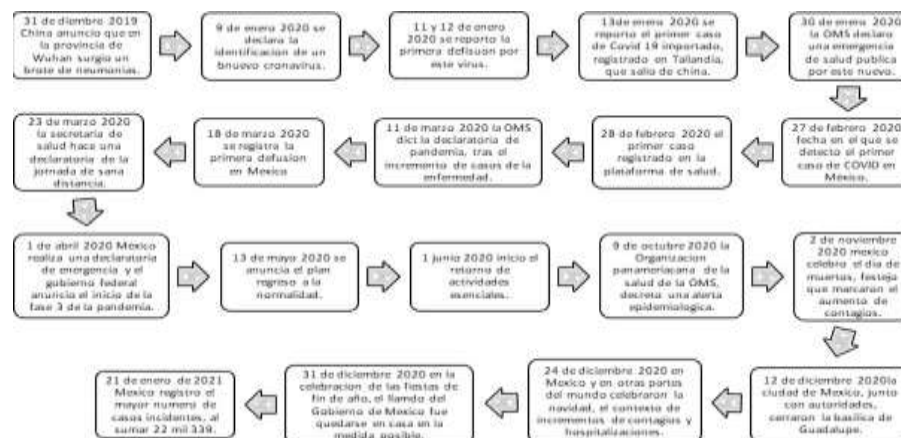 31 de diembre 2019
China anuncio que en
la provincia de
Wuhan surgio un
brote de neumonias.
9 de enero 2020 se
declara la
identificacion de un
bnuevo cronavirus.
11 y 12 de enero
2020 se reporto la
primera defisuon por
este virus.
13de enero 2020 se
reporto el primer caso
de Covid 19 importado,
registrado en Tailandia,
que salio de china.
30 de enero 2020
la OMS declara
una emergencia
de salud publica
por este nuevo.
27 de febrero 2020
fecha en el que se
detecto el primer
caso de COVID en
México.
28 de febrero 2020 el
primer caso
registrado en la
plataforma de salud.
11 de marzo 2020 la OMS
dict la declaratoria de
pandemia, tras el
incremento de casos de la
enfermedad.
18 de marzo 2020
se registra la
primera defusion en
Mexico
23 de marzo 2020
la secretaria de
salud hace una
declaratoria de la
jornada de sana
distancia.
1 de abril 2020 Mexico
realiza una declaratoria
de emergencia y el
gobierno federal
anuncio el inicio de la
fase 3 de la pandemia.
13 de mayo 2020 se
anuncia el plan
regreso a la
normalidad.
1 junio 2020 inicio el
retorno de
actividades
esenciales.
9 de octubre 2020 la
Organizacion
panamericana de la
salud de la OMS,
decreta una alerta
epidemiologica.
2 de noviembre
2020 mexico
celebro el dia de
muertos, festeja
que marcaron el
aumento de
contagios.
12 de diciembre 2020la
ciudad de Mexico, junto
con autoridades,
cerraron la basilica de
Guadalupe.
24 de diciembre 2020 en
Mexico y en otras partes
del mundo celebraron la
navidad, el contexto de
incrementos de contagios y
hospitalizaciones.
31 de diciembre 2020 en la
celebracion de las fiestas de
fin de año, el llamdo del
Gobierno de Mexico fue
quedarse en casa en la
medida posible.
21 de enero de 2021
Mexico registro el
mayor numero de
casos incidentes, al
sumar 22 mil 339.